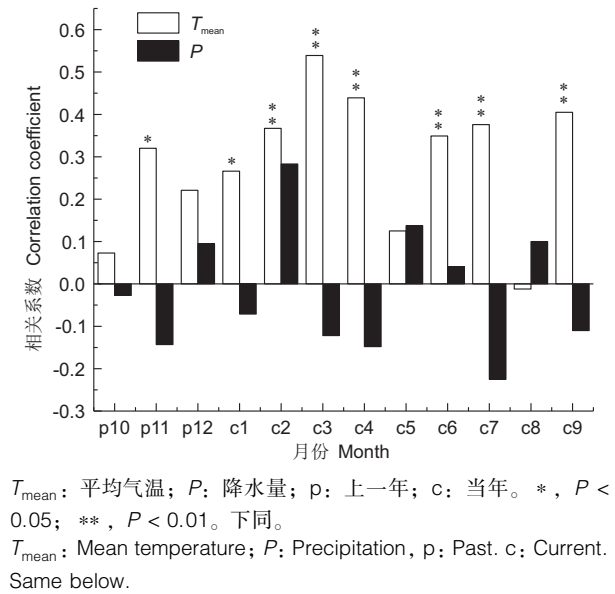 T_mean
P
**
**
**
**
**
**
*
*
0.6
0.5
0.4
0.3
0.2
0.1
0.0
-0.1
-0.2
-0.3
相关系数 Correlation coefficient
p10 p11 p12 c1 c2 c3 c4 c5 c6 c7 c8 c9
月份 Month
T_mean：平均气温；P：降水量；p：上一年；c：当年。*，P <
0.05；**，P < 0.01。下同。
T_mean：Mean temperature；P：Precipitation，p：Past. c：Current.
Same below.